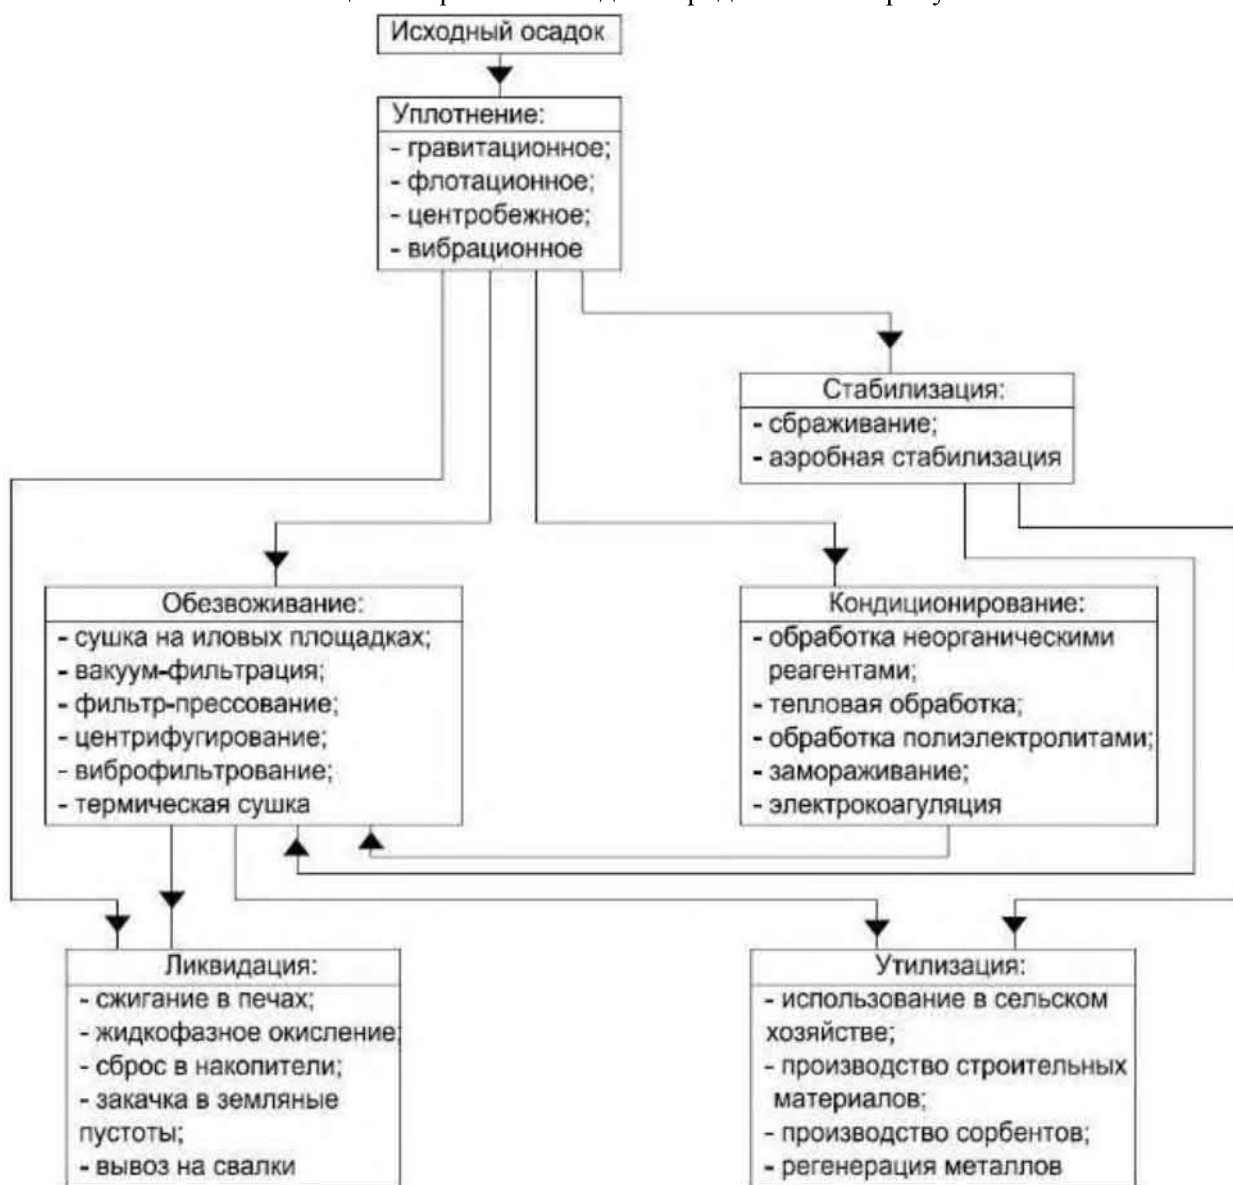 Исходный осадок
Уплотнение:
- гравитационное;
- флотационное;
- центробежное;
- вибрационное
Стабилизация:
- сбраживание;
- аэробная стабилизация
Обезвоживание:
- сушка на иловых площадках;
- вакуум-фильтрация;
- фильтр-прессование;
- центрифугирование;
- виброфильтрование;
- термическая сушка
Кондиционирование:
- обработка неорганическими
реагентами;
- тепловая обработка;
- обработка полиэлектролитами;
- замораживание;
- электрокоагуляция
Ликвидация:
- сжигание в печах;
- жидкофазное окисление;
- сброс в накопители;
- закачка в земляные
пустоты;
- вывоз на свалки
Утилизация:
- использование в сельском
хозяйстве;
- производство строительных
материалов;
- производство сорбентов;
- регенерация металлов